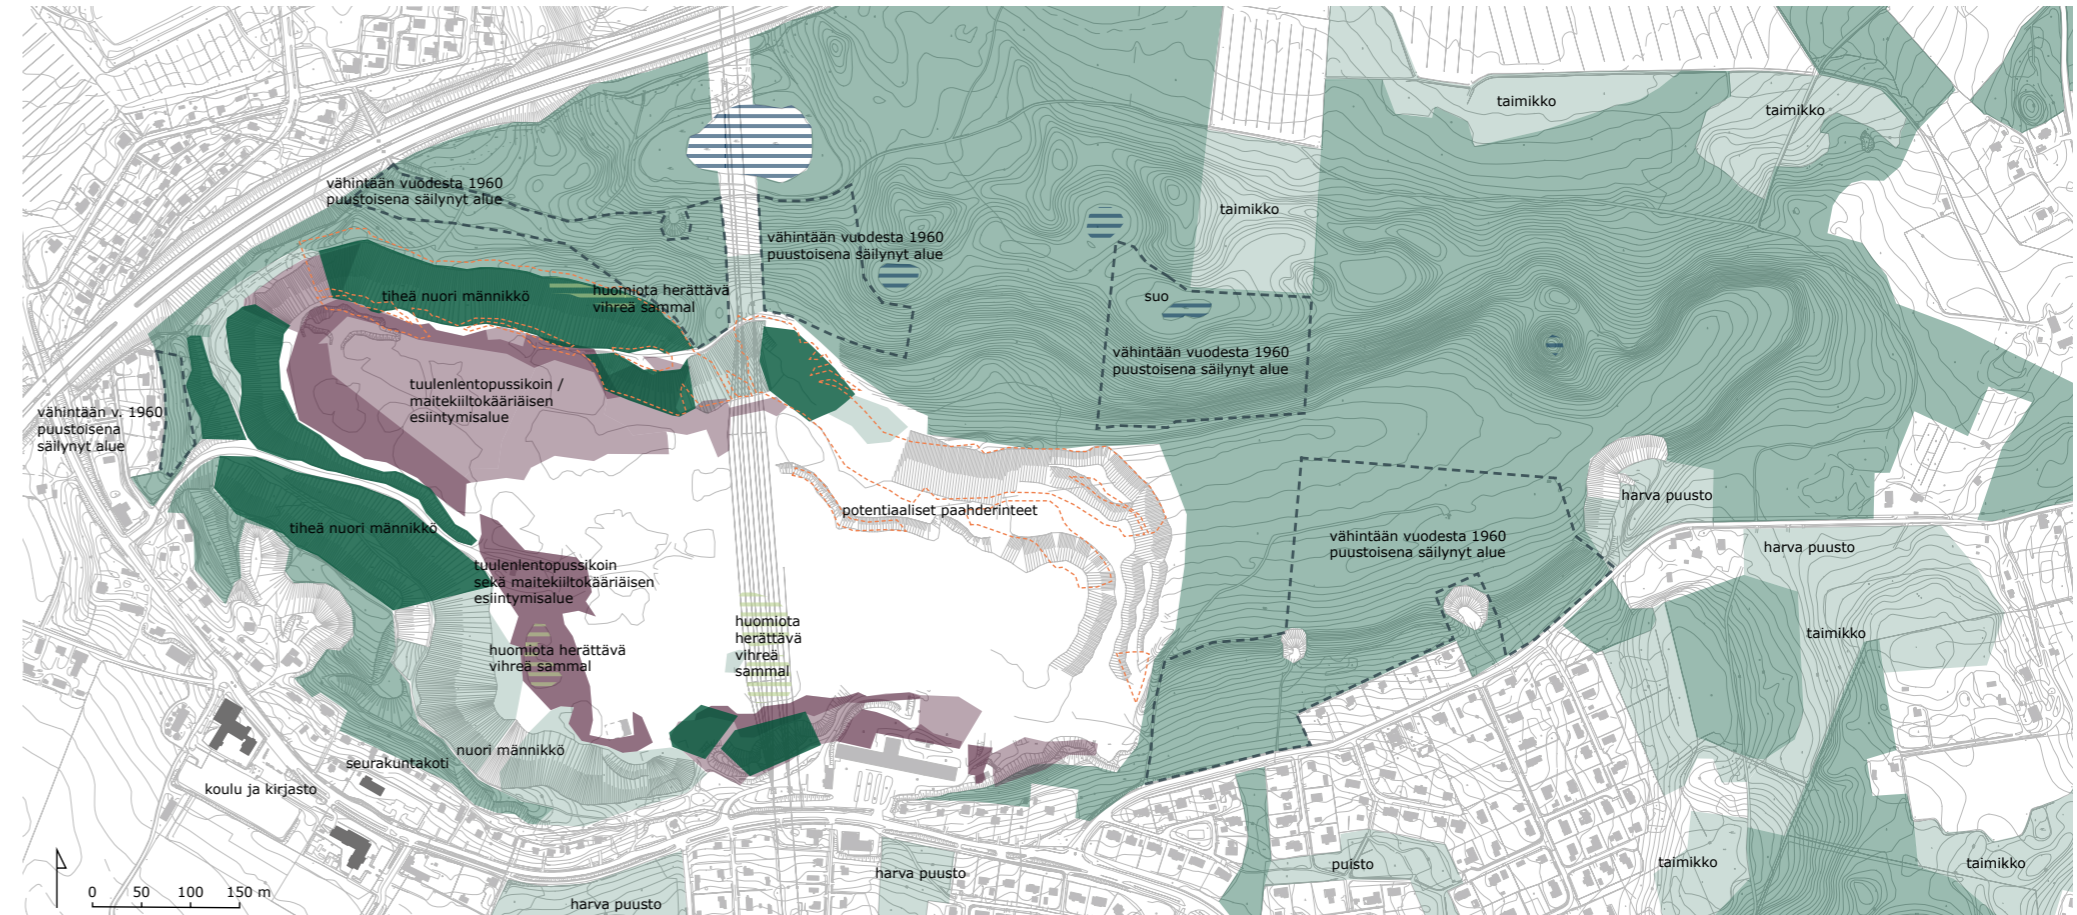 taimikko
taimikko
vähintään vuodesta 1960
puustoisena säilynyt alue
taimikko
vähintään vuodesta 1960
puustoisena säilynyt alue
tiheä nuori männikkö
huomiota herättävä
vihreä sammal
suo
vähintään vuodesta 1960
puustoisena säilynyt alue
tuulenlentopussikoin /
maitekiiltokääriäisen
esiintymisalue
vähintään v. 1960
puustoisena
säilynyt alue
harva puusto
potentiaaliset paahderinteet
tiheä nuori männikkö
vähintään vuodesta 1960
puustoisena säilynyt alue
harva puusto
tuulenlentopussikoin
sekä maitekiiltokääriäisen
esiintymisalue
huomiota
herättävä
vihreä
sammal
taimikko
huomiota herättävä
vihreä sammal
nuori männikkö
seurakuntakoti
koulu ja kirjasto
puisto
taimikko
taimikko
harva puusto
0 50 100 150 m
harva puusto